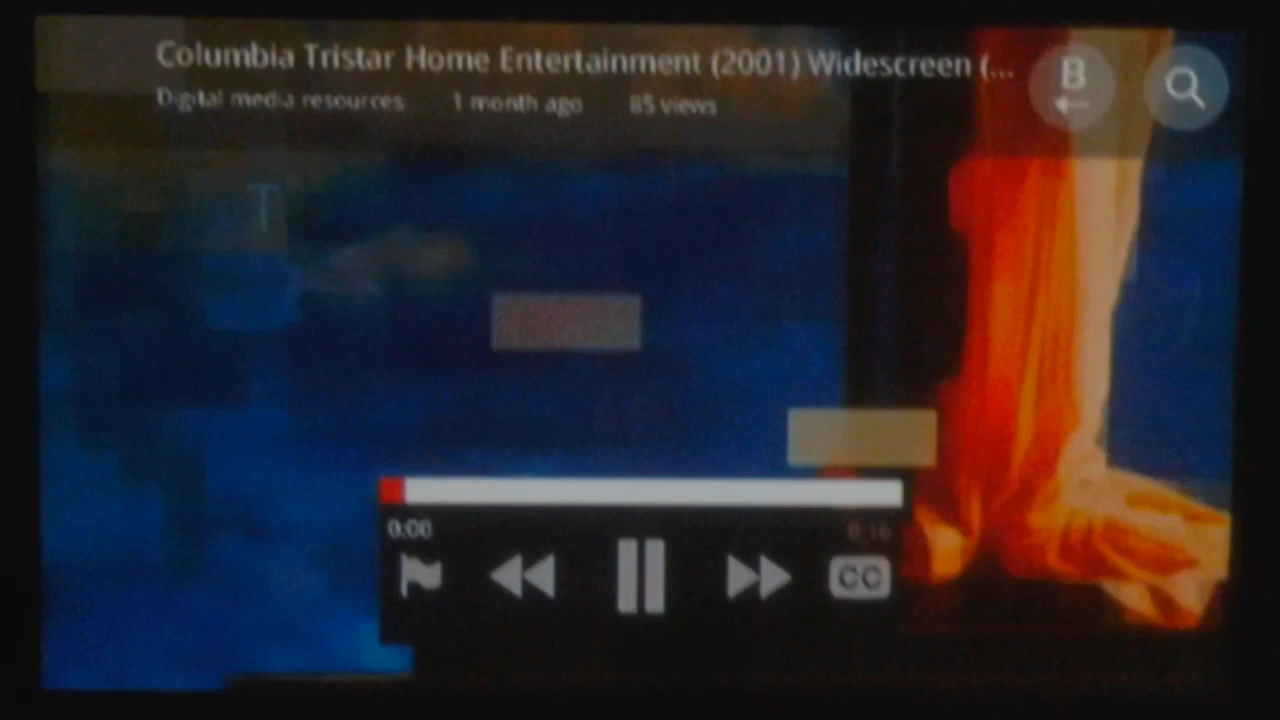 Columbia Tristar Home Entertainment (2001) Widescreen (...
B
Digital media resources 1 month ago 85 views
T
0:00 0:16
CC